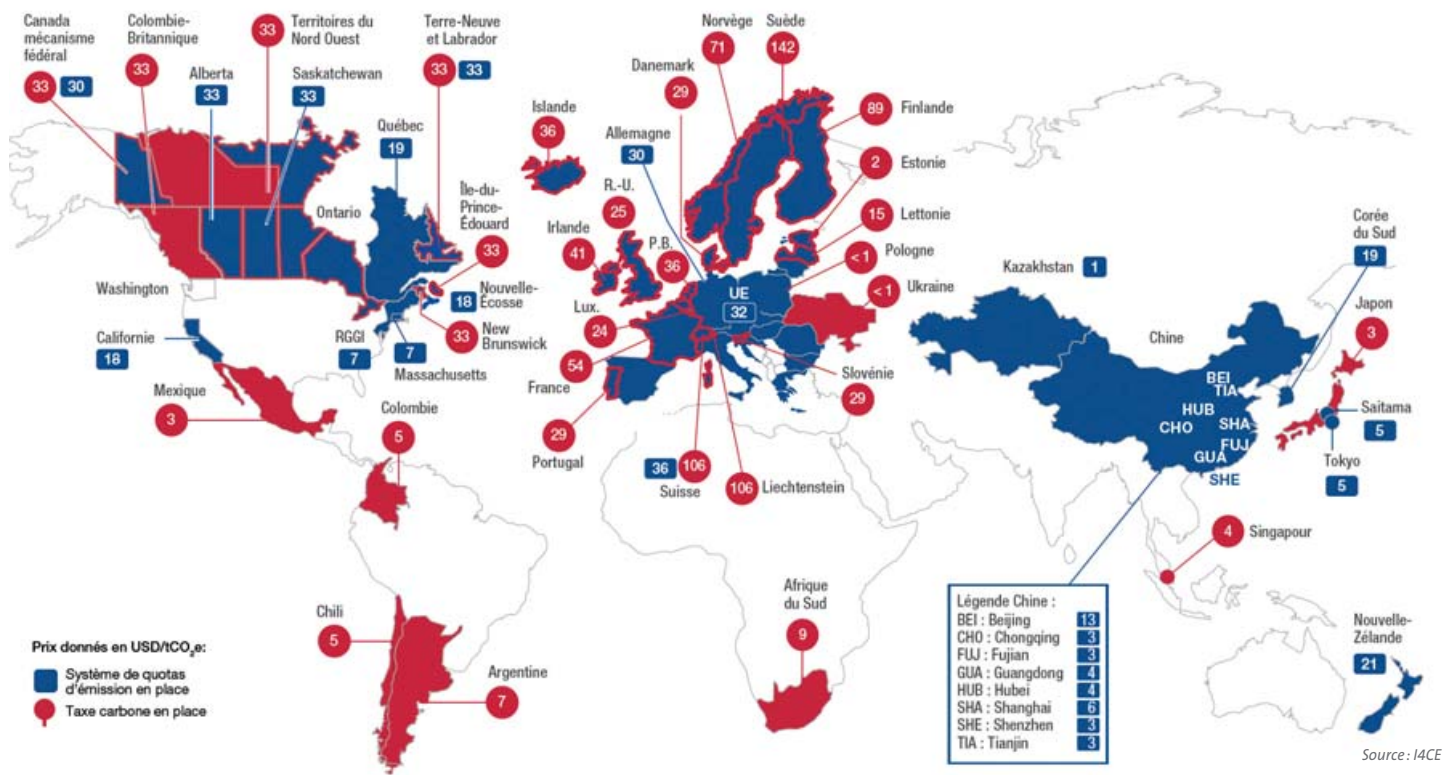 Canada
mécanisme
fédéral
33
30
Colombie-
Britannique
33
Alberta
33
33
Territoires du
Nord Ouest
Saskatchewan
33
Terre-Neuve
et Labrador
33
33
Québec
19
Ontario
Île-du-
Prince-
Édouard
33
Washington
Californie
18
RGGI
7
7
Massachusetts
18
Nouvelle-
Écosse
33
New
Brunswick
Mexique
3
Colombie
5
Chili
5
Argentine
7
Islande
36
Norvège
71
Suède
142
Danemark
29
Allemagne
30
89
Finlande
2
Estonie
15
Lettonie
< 1
Pologne
< 1
Ukraine
R.-U.
25
Irlande
41
P.B.
36
UE
32
Lux.
24
54
France
29
Portugal
Slovénie
29
36
106
Suisse
106
Liechtenstein
Afrique
du Sud
9
Kazakhstan
1
Chine
BEI
TIA
HUB
CHO
SHA
FUJ
GUA
SHE
Corée
du Sud
19
Japon
3
Saitama
5
Tokyo
5
4
Singapour
Nouvelle-
Zélande
21
Légende Chine :
BEI : Beijing 13
CHO : Chongqing 3
FUJ : Fujian 3
GUA : Guangdong 4
HUB : Hubei 4
SHA : Shanghai 6
SHE : Shenzhen 3
TIA : Tianjin 3
Prix donnés en USD/tCO₂e:
Système de quotas
d'émission en place
Taxe carbone en place
Source : I4CE